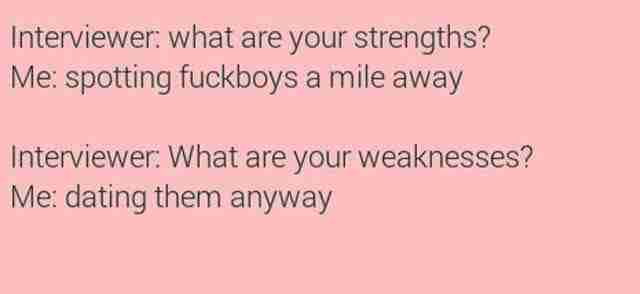 Interviewer: what are your strengths?
Me: spotting fuckboys a mile away
Interviewer: What are your weaknesses?
Me: dating them anyway